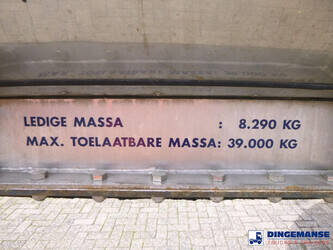 LEDIGE MASSA : 8.290 KG
MAX. TOELAATBARE MASSA: 39.000 KG
DINGEMANSE